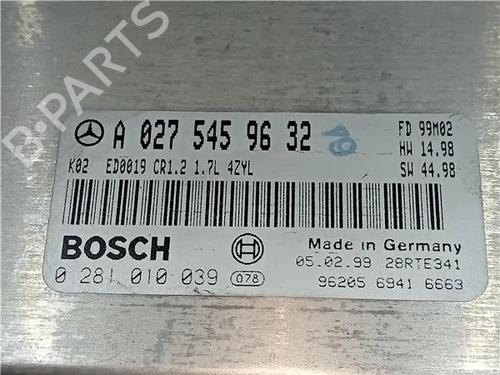 B-PARTS
A 027 545 96 32
FD 99M02
HW 14.98
K02 ED0019 CR1.2 1.7L 4ZYL
SW 44.98
BOSCH
Made in Germany
05.02.99 28RTE341
0 281 010 039 078
96205 6941 6663